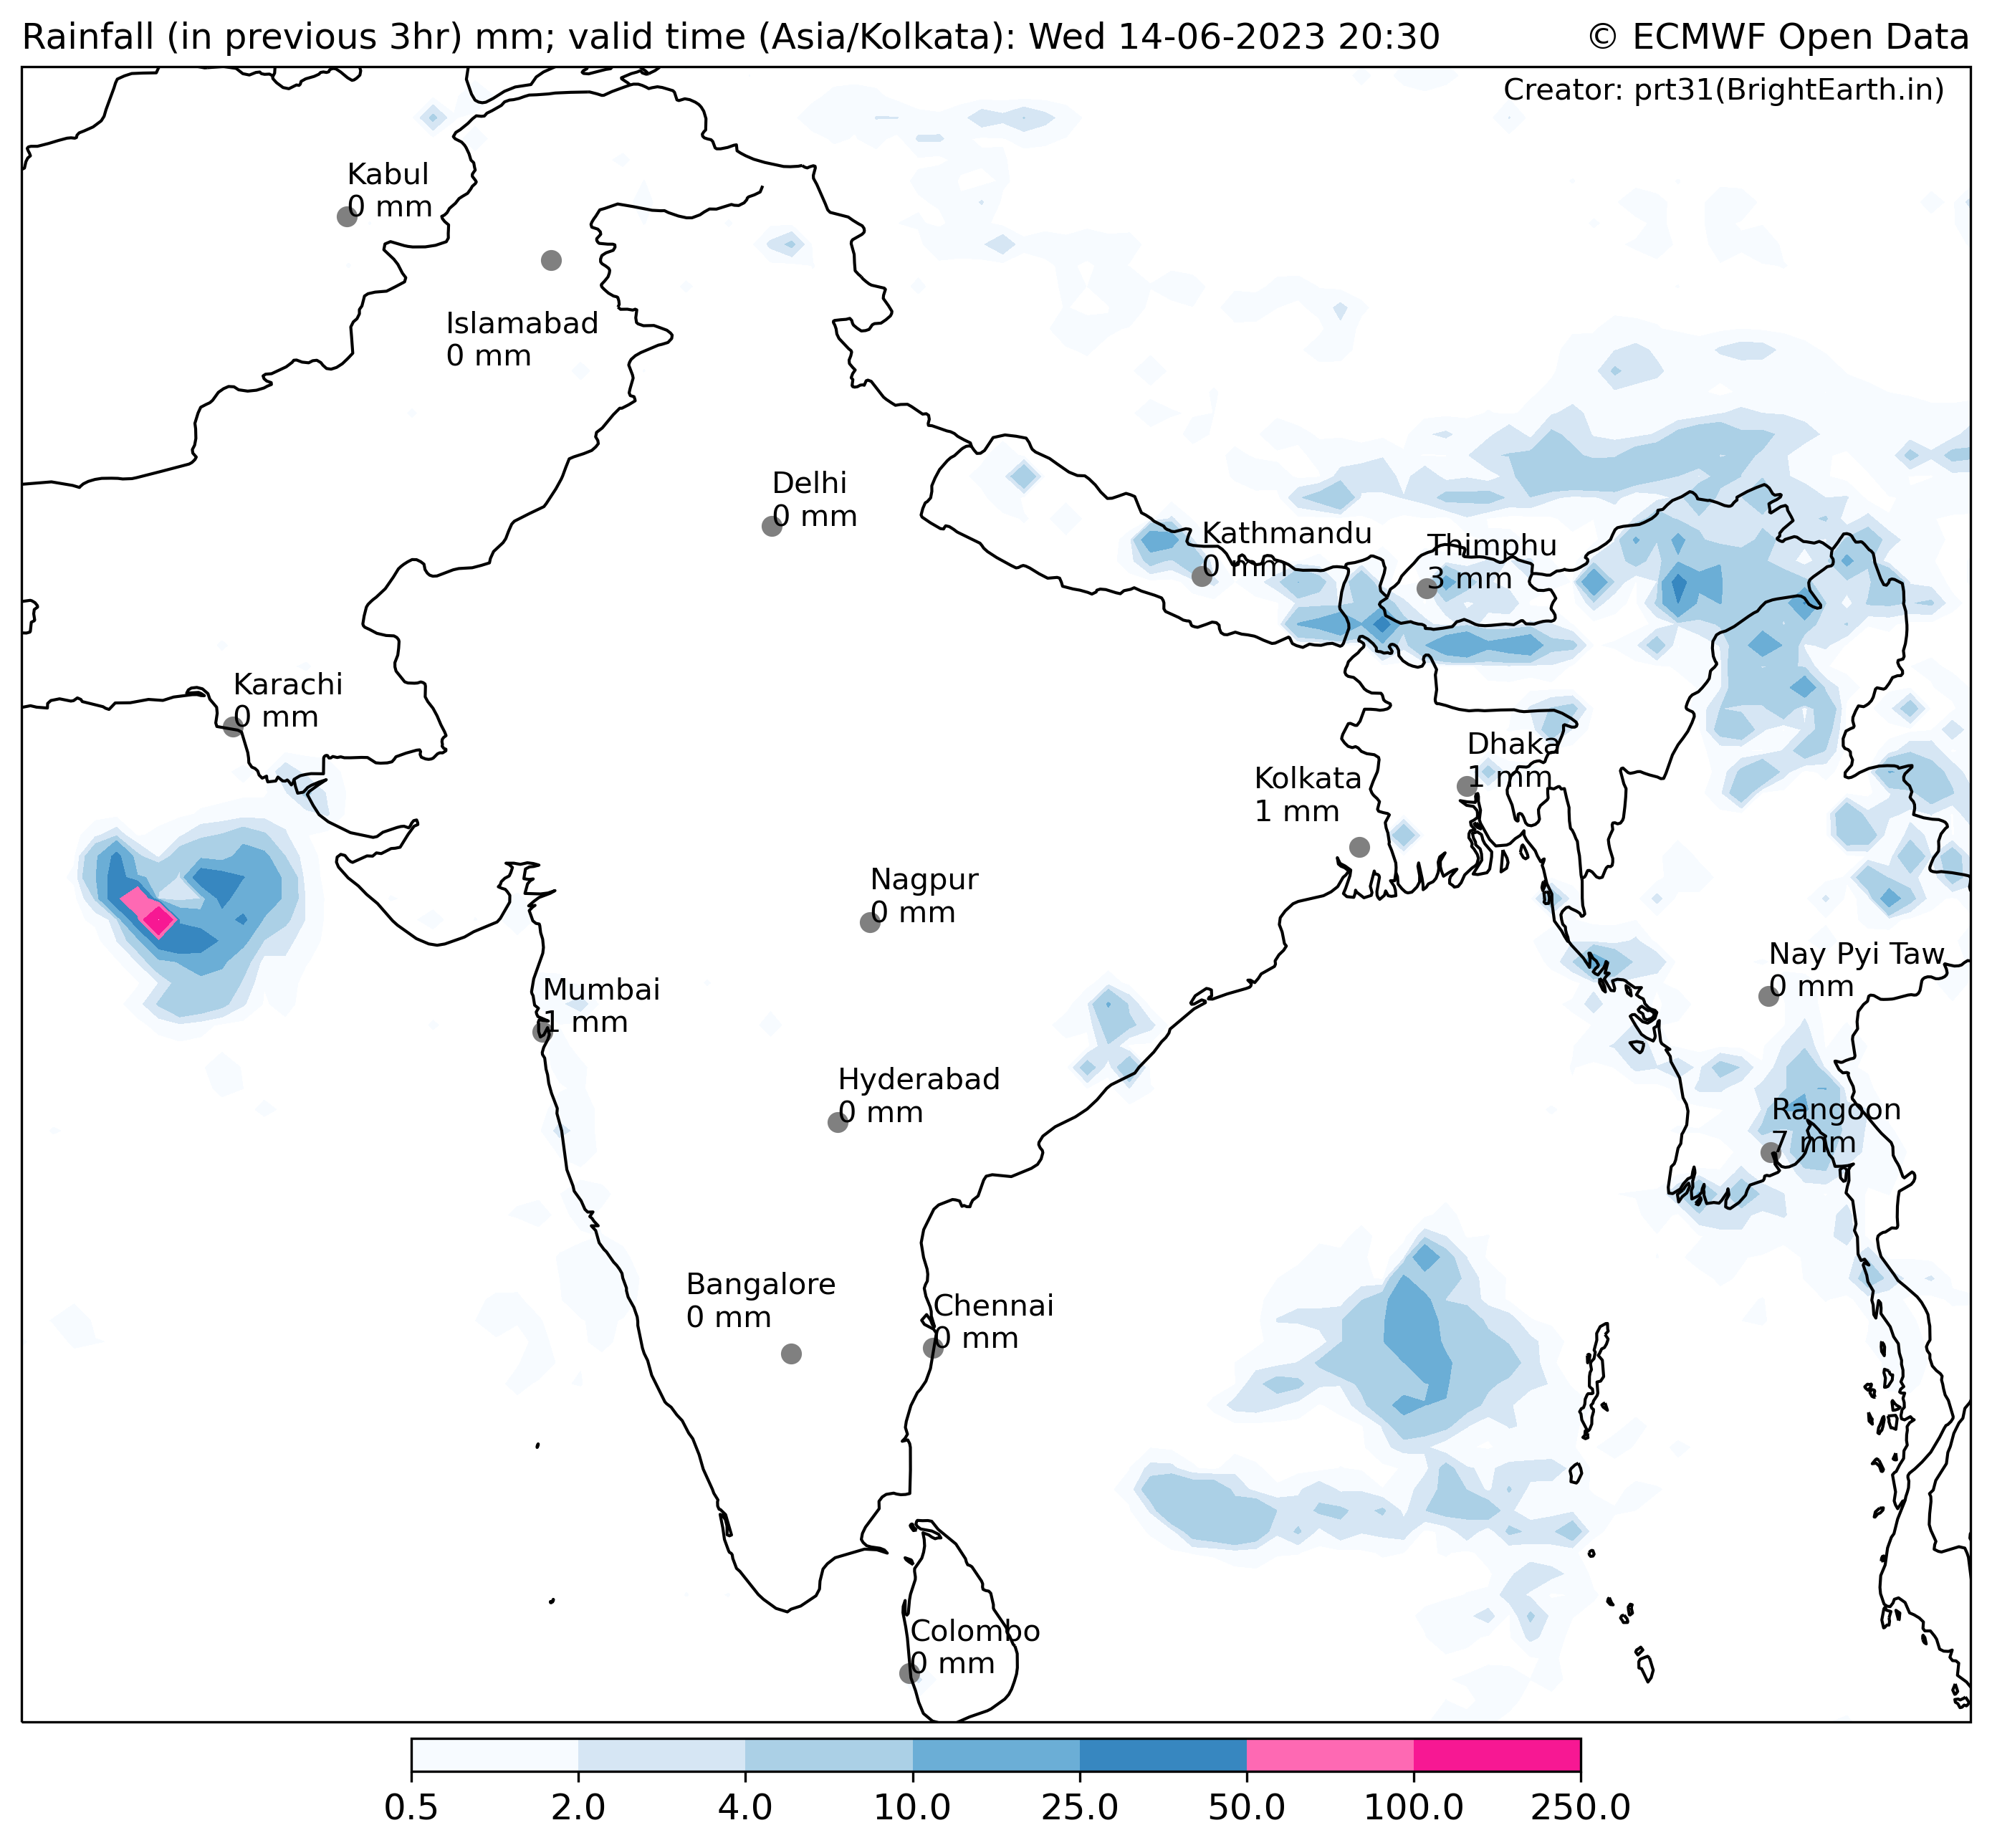 Rainfall (in previous 3hr) mm; valid time (Asia/Kolkata): Wed 14-06-2023 20:30
© ECMWF Open Data
Creator: prt31(BrightEarth.in)
Kabul
0 mm
Islamabad
0 mm
Delhi
0 mm
Kathmandu
0 mm
Thimphu
3 mm
Karachi
0 mm
Dhaka
1 mm
Kolkata
1 mm
Nagpur
0 mm
Nay Pyi Taw
0 mm
Mumbai
1 mm
Hyderabad
0 mm
Rangoon
7 mm
Bangalore
0 mm
Chennai
0 mm
Colombo
0 mm
0.5 2.0 4.0 10.0 25.0 50.0 100.0 250.0